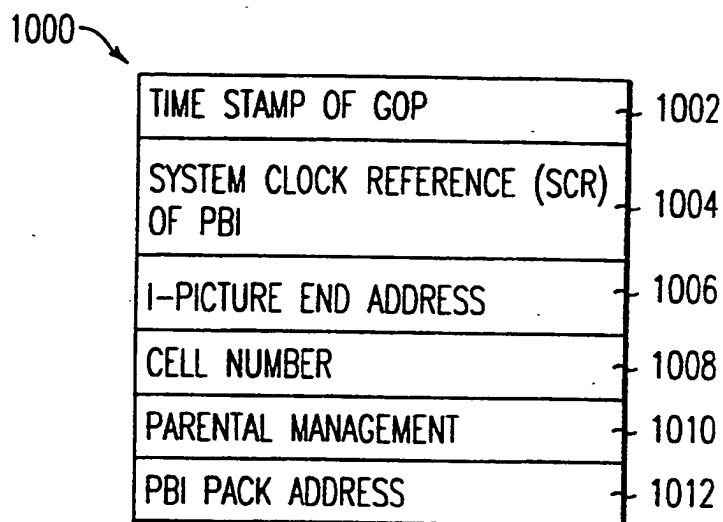 1000
TIME STAMP OF GOP 1002
SYSTEM CLOCK REFERENCE (SCR)
OF PBI 1004
I-PICTURE END ADDRESS 1006
CELL NUMBER 1008
PARENTAL MANAGEMENT 1010
PBI PACK ADDRESS 1012